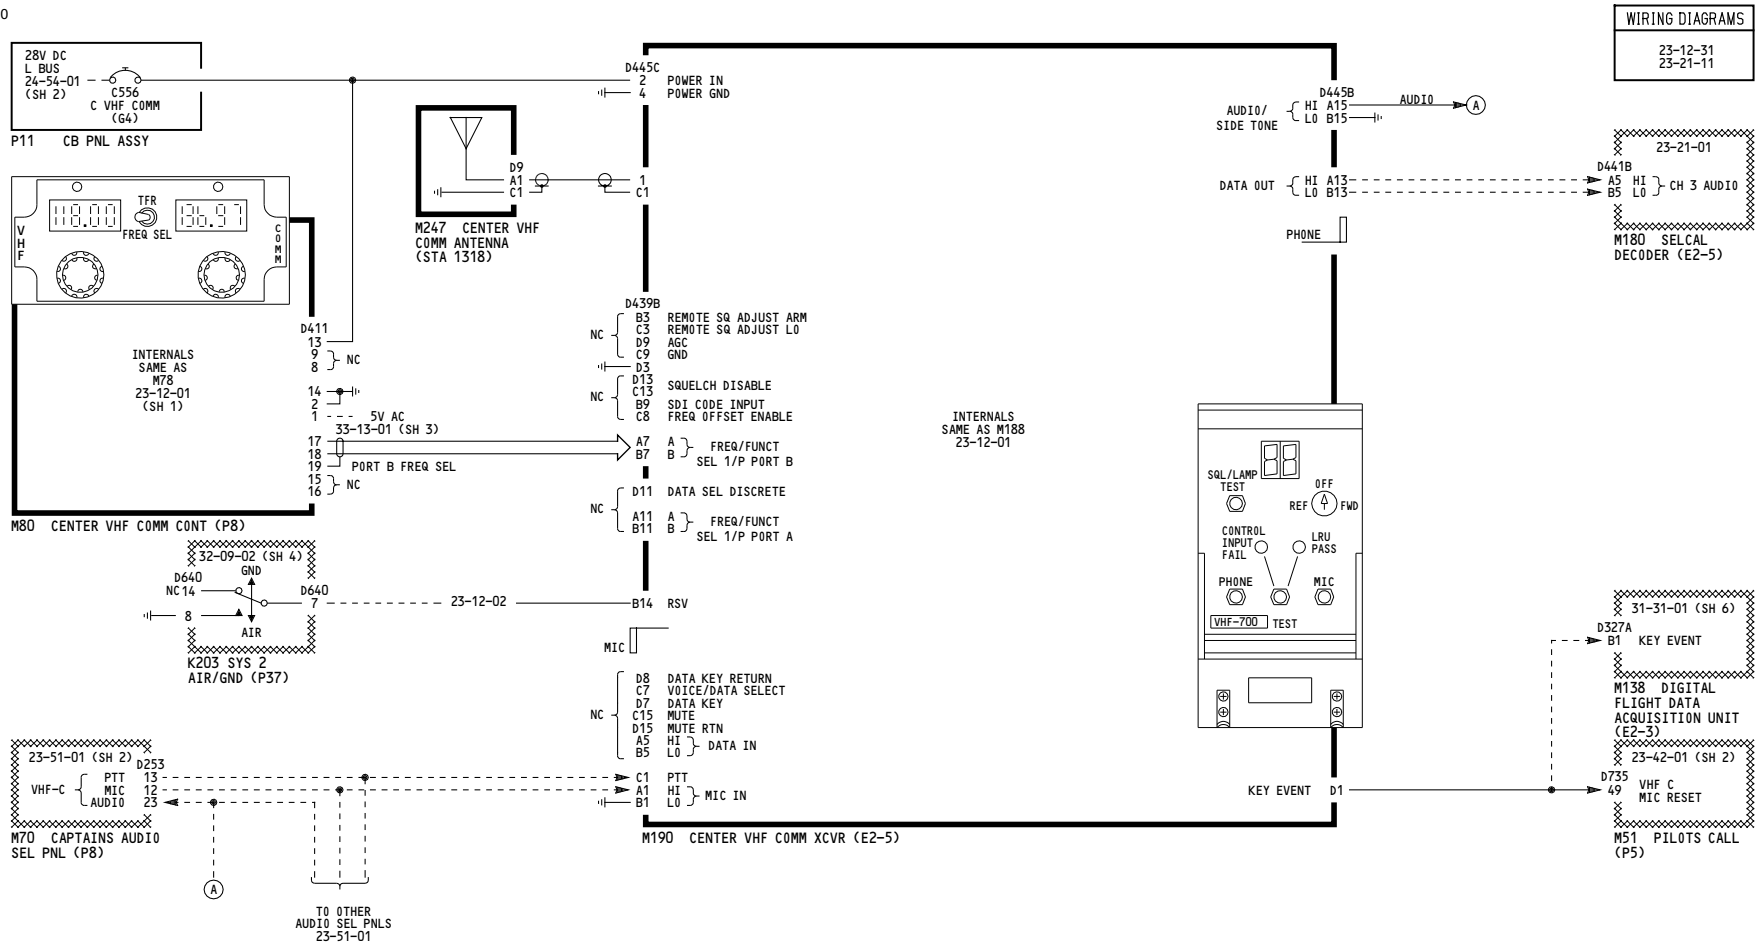 0
WIRING DIAGRAMS
23-12-31
23-21-11
28V DC
L BUS
24-54-01
(SH 2)
C556
C VHF COMM
(G4)
P11 CB PNL ASSY
118.00
TFR
FREQ SEL
136.97
VHF
COMM
INTERNALS
SAME AS
M78
23-12-01
(SH 1)
D411
13
9
8
NC
14
2
1
5V AC
33-13-01 (SH 3)
17
18
19
PORT B FREQ SEL
15
16
NC
M80 CENTER VHF COMM CONT (P8)
D9
A1
C1
M247 CENTER VHF
COMM ANTENNA
(STA 1318)
32-09-02 (SH 4)
GND
D640
NC 14
8
AIR
D640
7
23-12-02
K203 SYS 2
AIR/GND (P37)
23-51-01 (SH 2)
D253
VHF-C
PTT 13
MIC 12
AUDIO 23
M70 CAPTAINS AUDIO
SEL PNL (P8)
A
TO OTHER
AUDIO SEL PNLS
23-51-01
D445C
2 POWER IN
4 POWER GND
1
C1
D439B
NC
B3 REMOTE SQ ADJUST ARM
C3 REMOTE SQ ADJUST LO
D9 AGC
C9 GND
D3
NC
D13
C13
SQUELCH DISABLE
B9 SDI CODE INPUT
C8 FREQ OFFSET ENABLE
A7 A
B7 B
FREQ/FUNCT
SEL 1/P PORT B
NC
D11 DATA SEL DISCRETE
A11 A
B11 B
FREQ/FUNCT
SEL 1/P PORT A
B14 RSV
MIC
NC
D8 DATA KEY RETURN
C7 VOICE/DATA SELECT
D7 DATA KEY
C15 MUTE
D15 MUTE RTN
A5 HI
B5 LO
DATA IN
C1 PTT
A1 HI
B1 LO
MIC IN
M190 CENTER VHF COMM XCVR (E2-5)
INTERNALS
SAME AS M188
23-12-01
D445B
AUDIO/
SIDE TONE
HI A15
LO B15
AUDIO
A
DATA OUT
HI A13
LO B13
PHONE
SQL/LAMP
TEST
OFF
REF
FWD
CONTROL
INPUT
FAIL
LRU
PASS
PHONE
MIC
VHF-700
TEST
KEY EVENT D1
23-21-01
D441B
A5 HI
B5 LO
CH 3 AUDIO
M180 SELCAL
DECODER (E2-5)
31-31-01 (SH 6)
D327A
B1 KEY EVENT
M138 DIGITAL
FLIGHT DATA
ACQUISITION UNIT
(E2-3)
23-42-01 (SH 2)
D735
49
VHF C
MIC RESET
M51 PILOTS CALL
(P5)